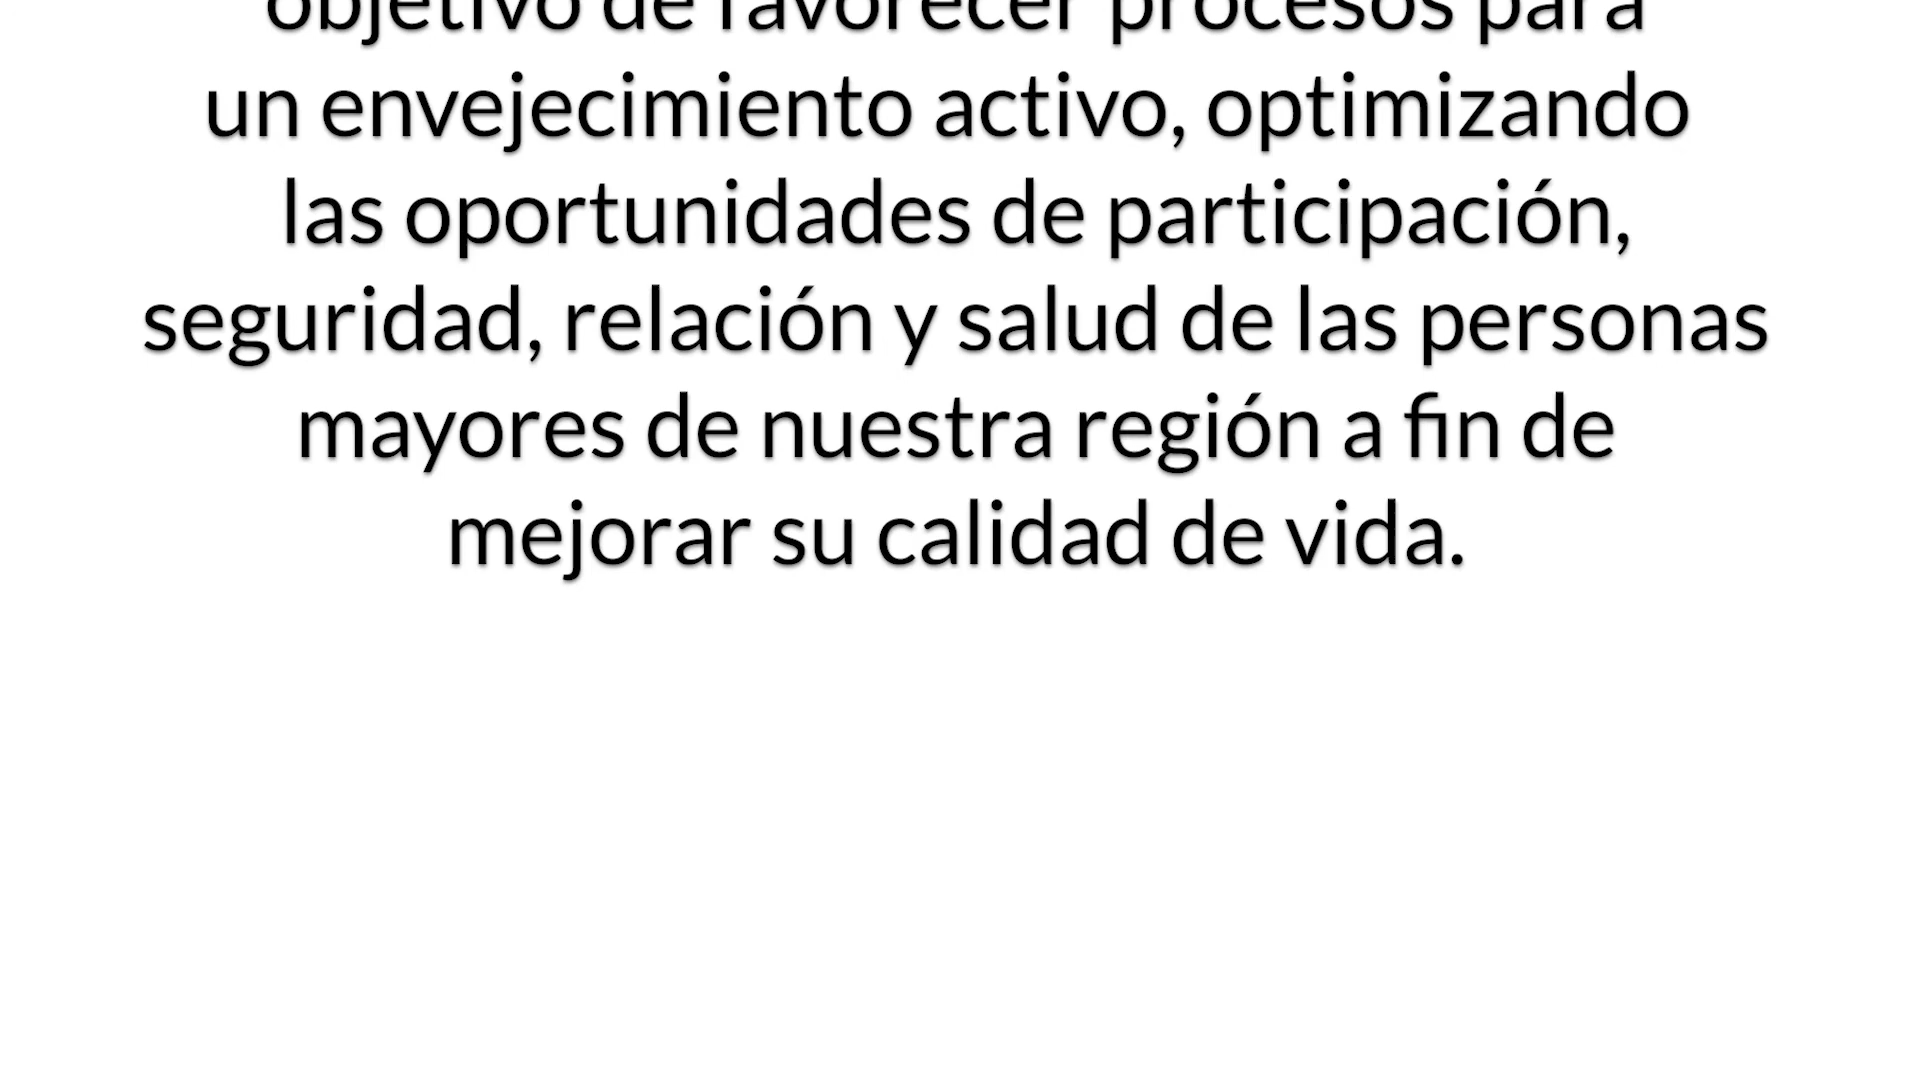 objetivo de favorecer procesos para
un envejecimiento activo, optimizando
las oportunidades de participación,
seguridad, relación y salud de las personas
mayores de nuestra región a fin de
mejorar su calidad de vida.